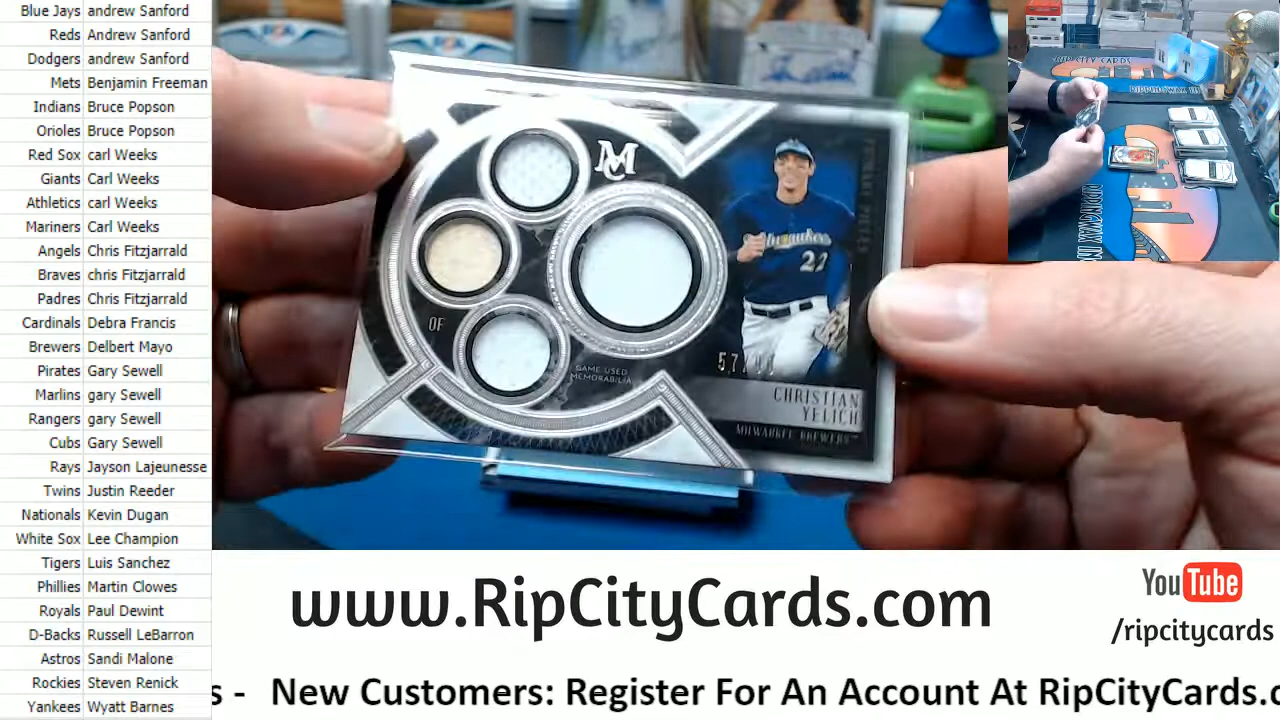 Blue Jays andrew Sanford
Reds Andrew Sanford
Dodgers andrew Sanford
Mets Benjamin Freeman
Indians Bruce Popson
Orioles Bruce Popson
Red Sox carl Weeks
Giants Carl Weeks
Athletics carl Weeks
Mariners Carl Weeks
Angels Chris Fitzjarrald
Braves chris Fitzjarrald
Padres Chris Fitzjarrald
Cardinals Debra Francis
Brewers Delbert Mayo
Pirates Gary Sewell
Marlins gary Sewell
Rangers gary Sewell
Cubs Gary Sewell
Rays Jayson Lajeunesse
Twins Justin Reeder
Nationals Kevin Dugan
White Sox Lee Champion
Tigers Luis Sanchez
Phillies Martin Clowes
Royals Paul Dewint
D-Backs Russell LeBarron
Astros Sandi Malone
Rockies Steven Renick
Yankees Wyatt Barnes
MC
22
OF
GAME USED
MEMORABILIA
CHRISTIAN
YELICH
MILWAUKEE BREWERS™
RIP CITY CARDS
www.RipCityCards.com
YouTube
/ripcitycards
s - New Customers: Register For An Account At RipCityCards.c